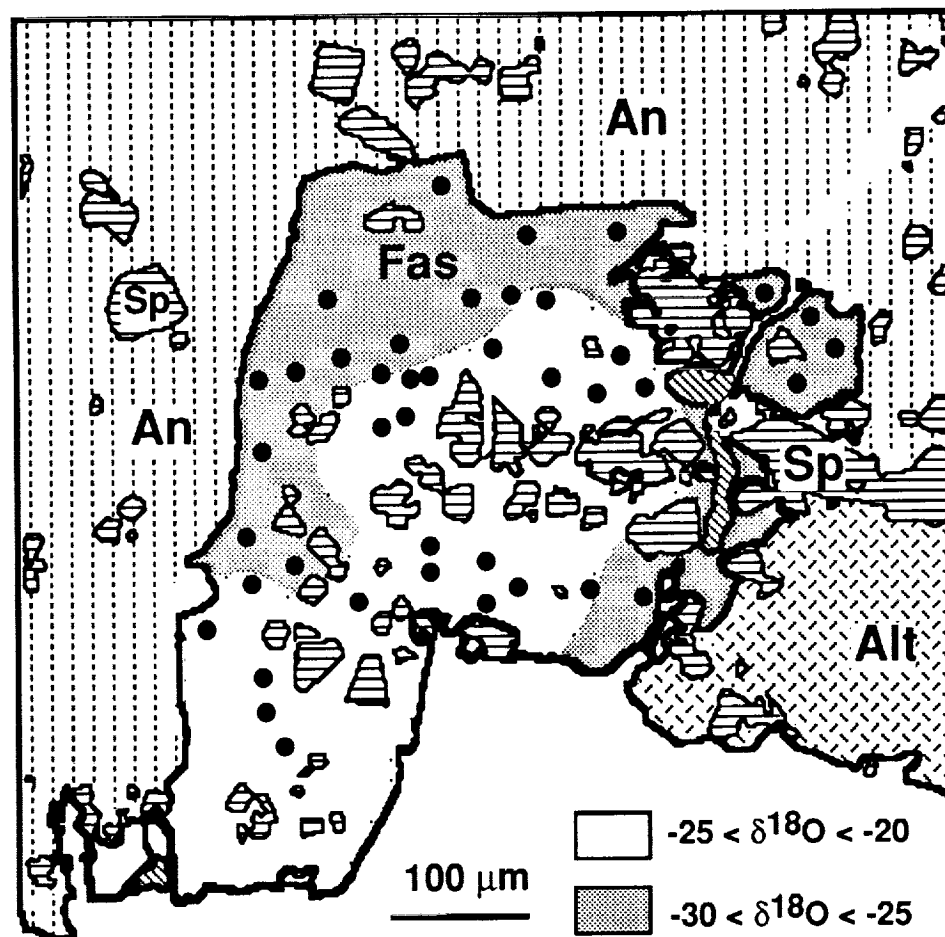 An
Fas
Sp
An
Sp
Alt
-25 < δ18O < -20
100 μm
-30 < δ18O < -25